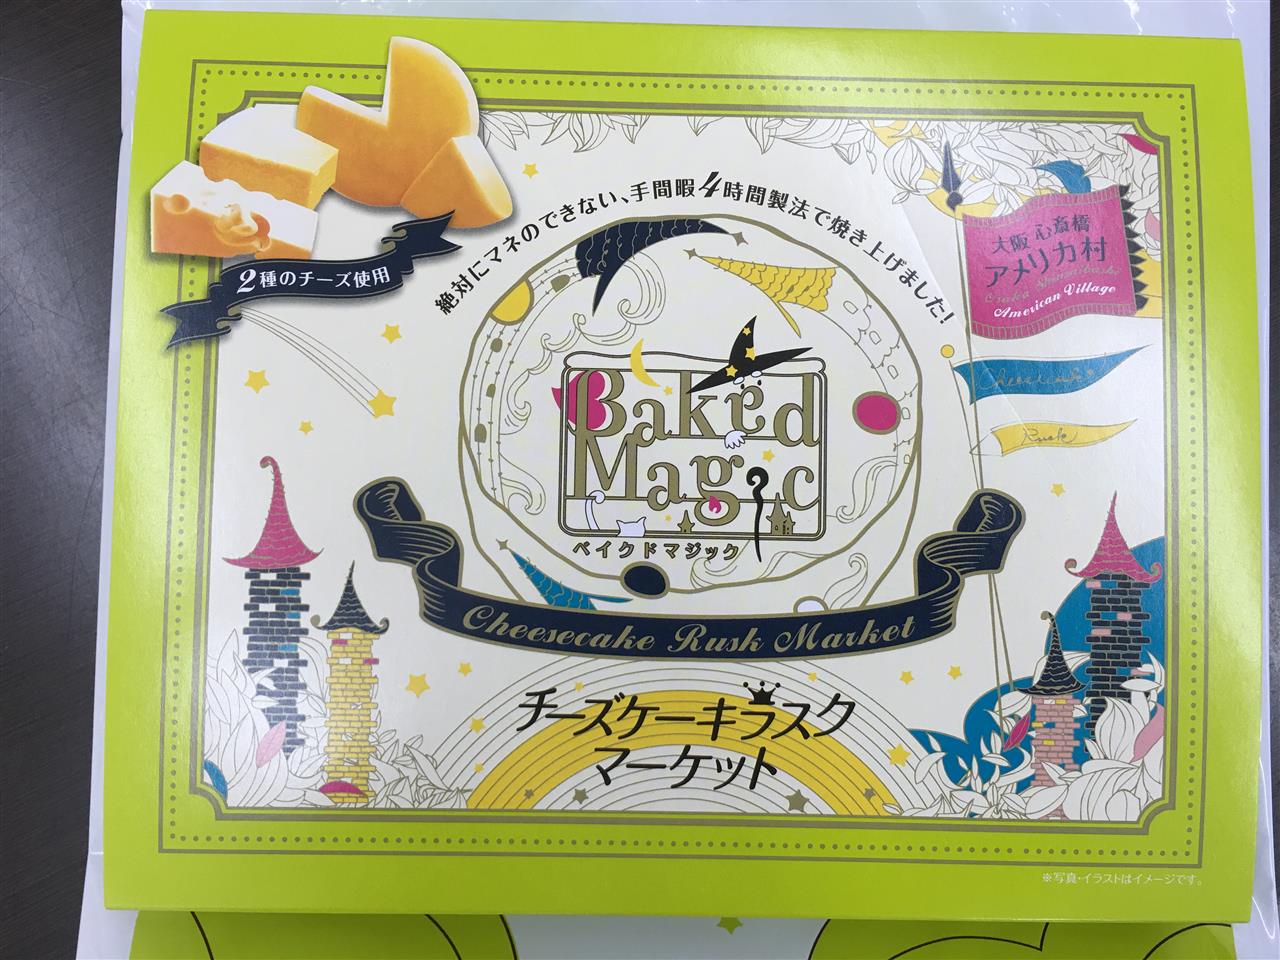 2種のチーズ使用
絶対にマネのできない、手間暇4時間製法で焼き上げました!
大阪 心斎橋
アメリカ村
Osaka Shinsaibashi
American Village
Cheesecake
Rusk
Baked
Magic
ベイクドマジック
Cheesecake Rusk Market
チーズケーキラスク
マーケット
※写真・イラストはイメージです。